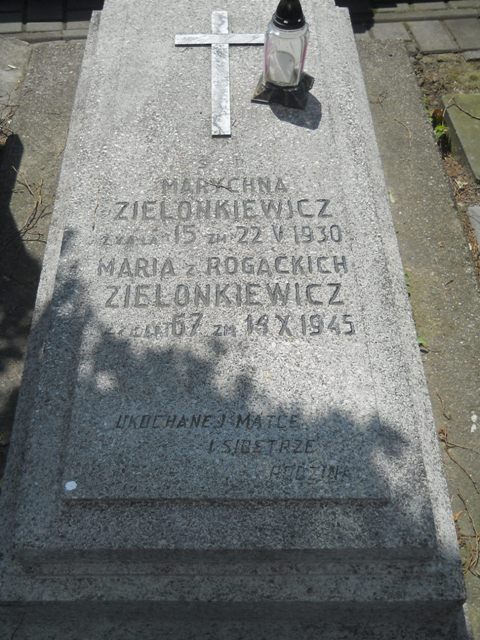 Ś P
MARYCHNA
ZIELONKIEWICZ
ŻYŁA LAT 15 ZM 22 V 1930
MARIA Z ROGACKICH
ZIELONKIEWICZ
ŻYŁA LAT 67 ZM 19 X 1945
UKOCHANEJ MATCE
I SIOSTRZE
RODZINA